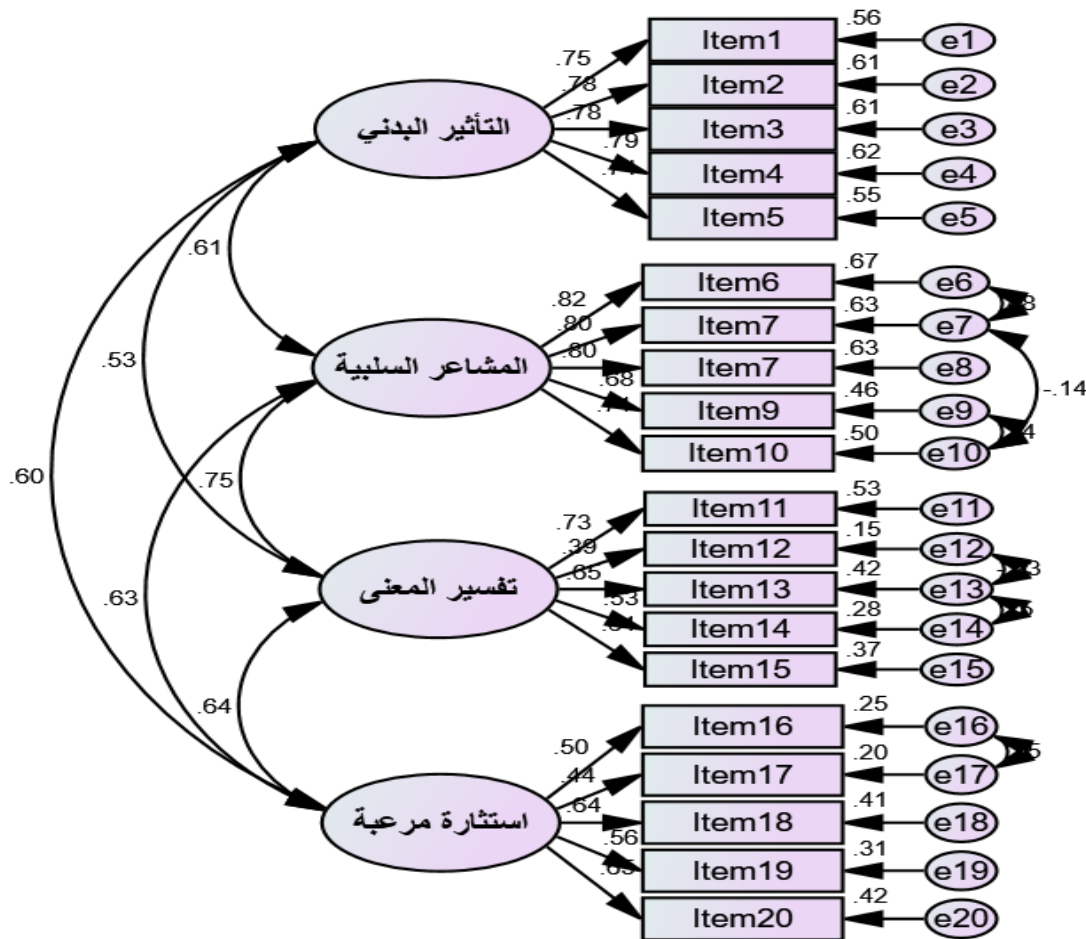 .56
.75 Item1 e1
.61
.78 Item2 e2
.61
.78 Item3 e3
التأثير البدني
.62
.79 Item4 e4
.55
Item5 e5
.61
.67
.82 Item6 e6
.63
.80 Item7 e7
.63
.80 Item7 e8
المشاعر السلبية
-.14
.53
.46
.68 Item9 e9
.50
Item10 e10
.60
.75
.53
.73 Item11 e11
.15
.39 Item12 e12
.42
.65 Item13 e13
تفسير المعنى
.28
.53 Item14 e14
.37
Item15 e15
.63
.64
.25
.50 Item16 e16
.20
.44 Item17 e17
.41
.64 Item18 e18
استثارة مرعبة
.31
.56 Item19 e19
.42
Item20 e20